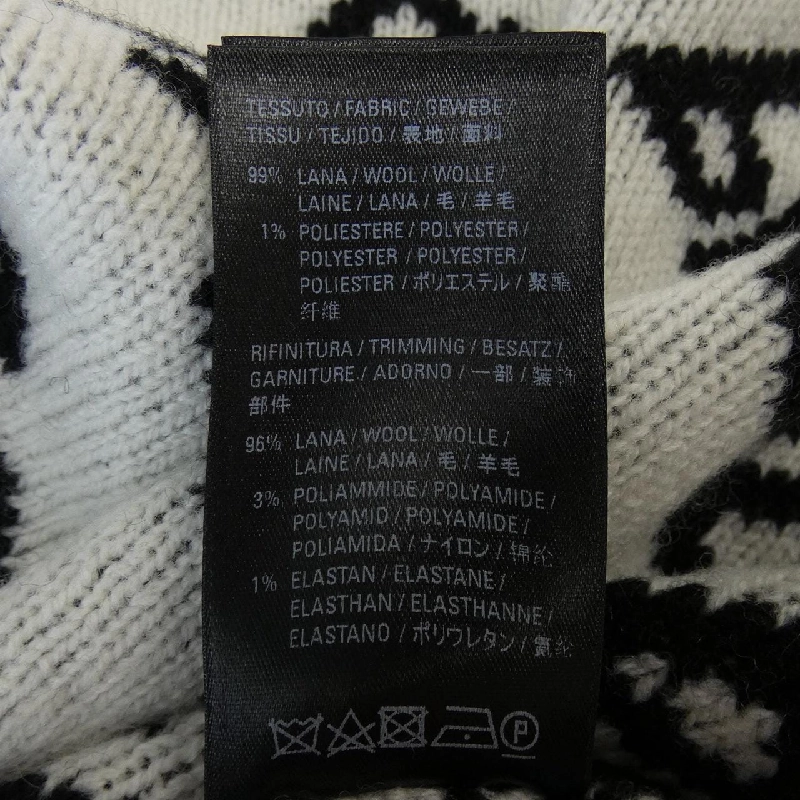 TESSUTO / FABRIC / GEWEBE /
TISSU / TEJIDO / 表地 / 面料
99% LANA / WOOL / WOLLE /
LAINE / LANA / 毛 / 羊毛
1% POLIESTERE / POLYESTER /
POLYESTER / POLYESTER /
POLIESTER / ポリエステル / 聚酯
纤维
RIFINITURA / TRIMMING / BESATZ /
GARNITURE / ADORNO / 一部 / 装饰
部件
96% LANA / WOOL / WOLLE /
LAINE / LANA / 毛 / 羊毛
3% POLIAMMIDE / POLYAMIDE /
POLYAMID / POLYAMIDE /
POLIAMIDA / ナイロン / 锦纶
1% ELASTAN / ELASTANE /
ELASTHAN / ELASTHANNE /
ELASTANO / ポリウレタン / 氨纶
P